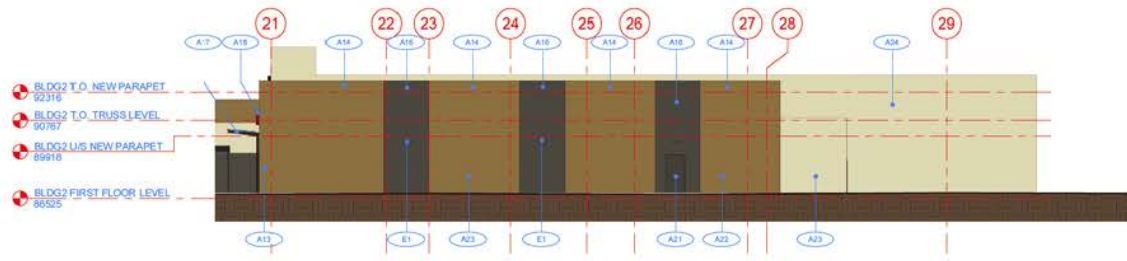 21 22 23 24 25 26 27 28 29
A17 A18 A14 A16 A14 A16 A14 A16 A14 A24
BLDG2 T.O. NEW PARAPET
92316
BLDG2 T.O. TRUSS LEVEL
90767
BLDG2 U/S NEW PARAPET
89916
BLDG2 FIRST FLOOR LEVEL
86525
A13 E1 A23 E1 A21 A22 A23